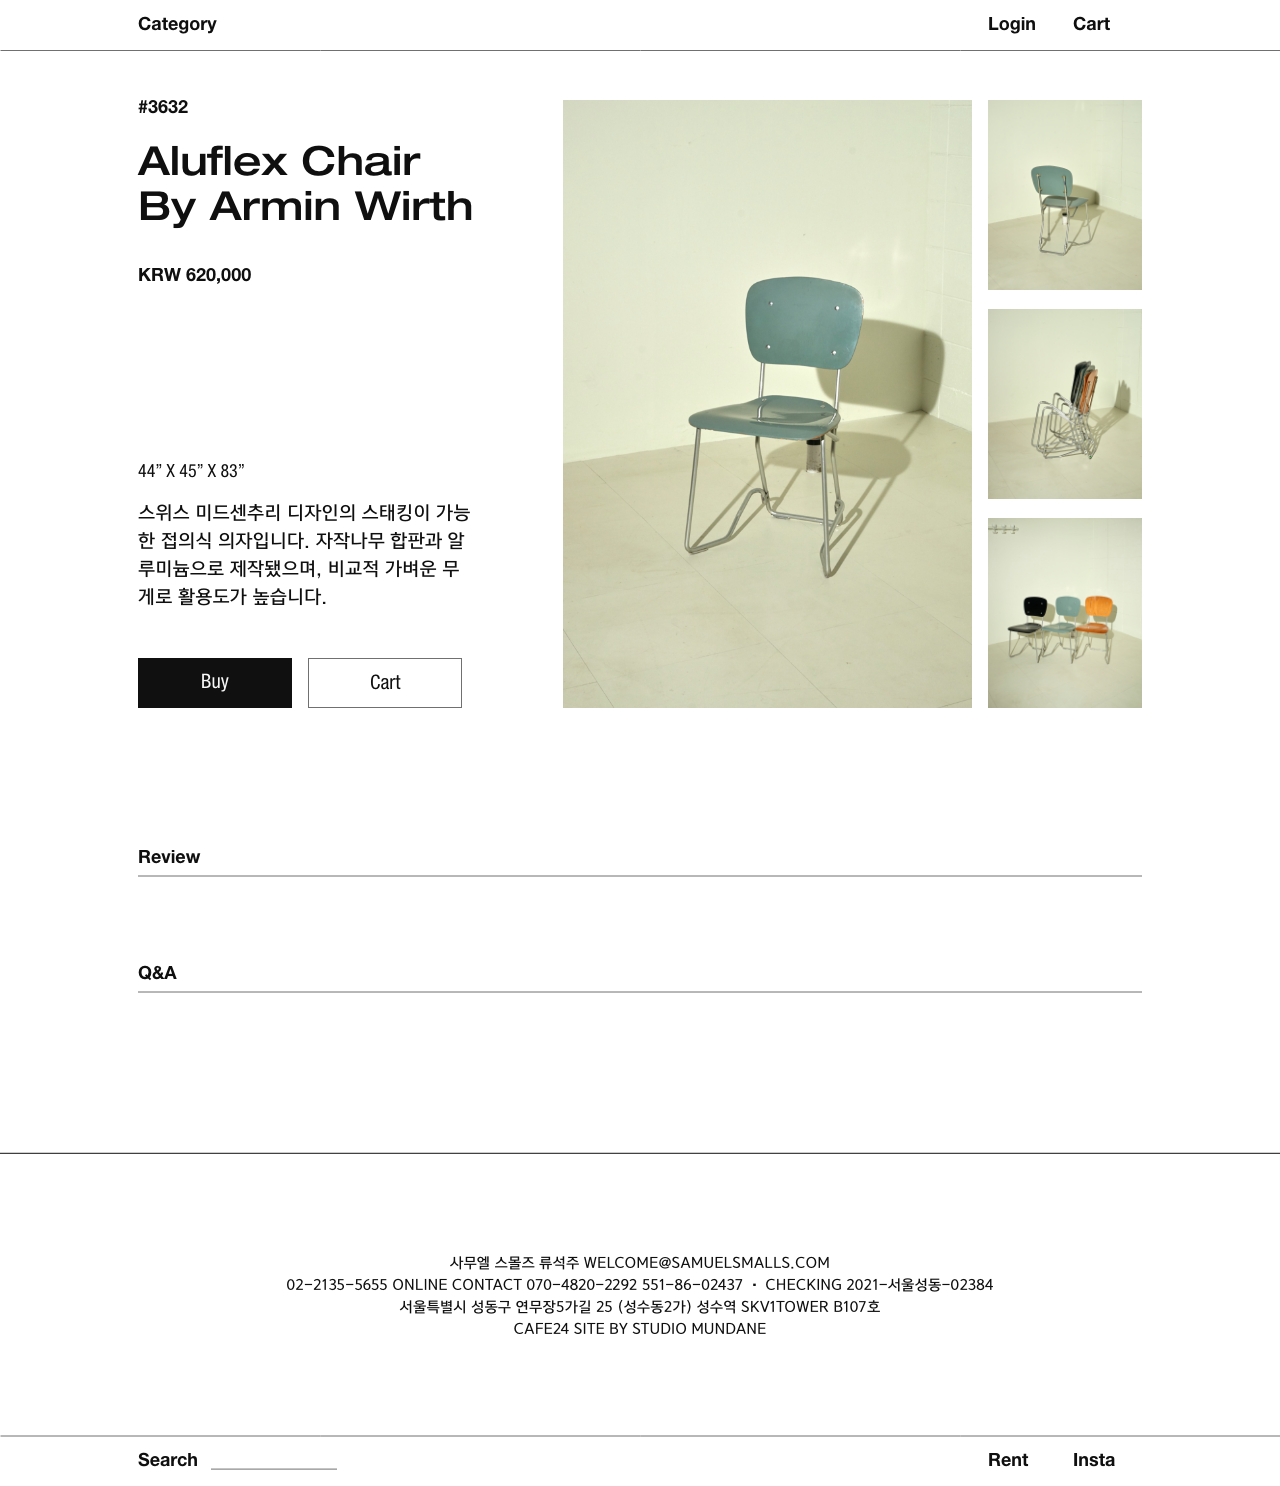 Category
Login
Cart
#3632
Aluflex Chair
By Armin Wirth
KRW 620,000
44” X 45” X 83”
스위스 미드센추리 디자인의 스태킹이 가능
한 접의식 의자입니다. 자작나무 합판과 알
루미늄으로 제작됐으며, 비교적 가벼운 무
게로 활용도가 높습니다.
Buy
Cart
Review
Q&A
사무엘 스몰즈 류석주 WELCOME@SAMUELSMALLS.COM
02-2135-5655 ONLINE CONTACT 070-4820-2292 551-86-02437 · CHECKING 2021-서울성동-02384
서울특별시 성동구 연무장5가길 25 (성수동2가) 성수역 SKV1TOWER B107호
CAFE24 SITE BY STUDIO MUNDANE
Search
Rent
Insta